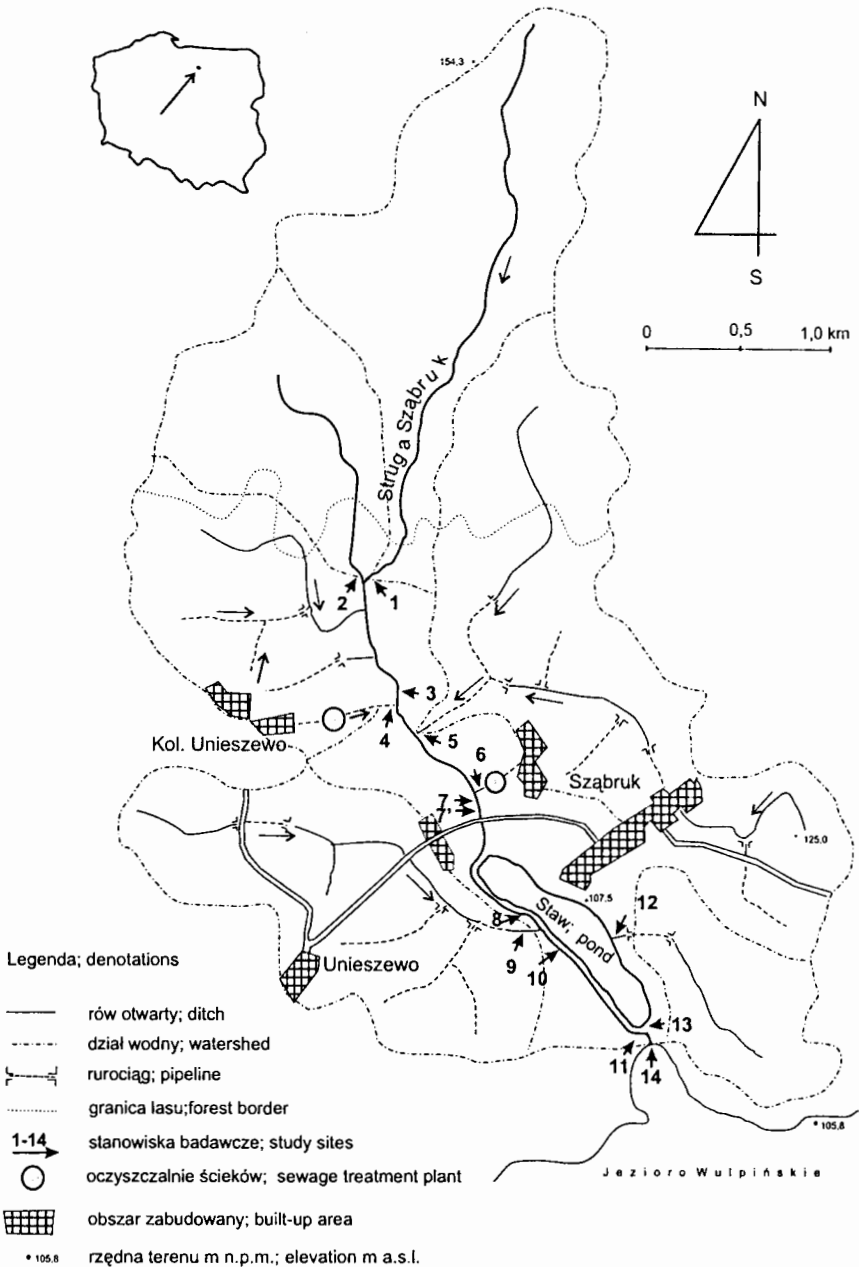 154,3
N
S
0 0,5 1,0 km
Struga Sząbruk
2
1
3
4
5
Kol. Unieszewo
6
Sząbruk
7
7,
125,0
107,5
12
8
Staw; pond
9
10
Unieszewo
13
11
14
105,8
Jezioro Wulpińskie
Legenda; denotations
rów otwarty; ditch
dział wodny; watershed
rurociąg; pipeline
granica lasu;forest border
1-14 stanowiska badawcze; study sites
oczyszczalnie ścieków; sewage treatment plant
obszar zabudowany; built-up area
105,8 rzędna terenu m n.p.m.; elevation m a.s.l.